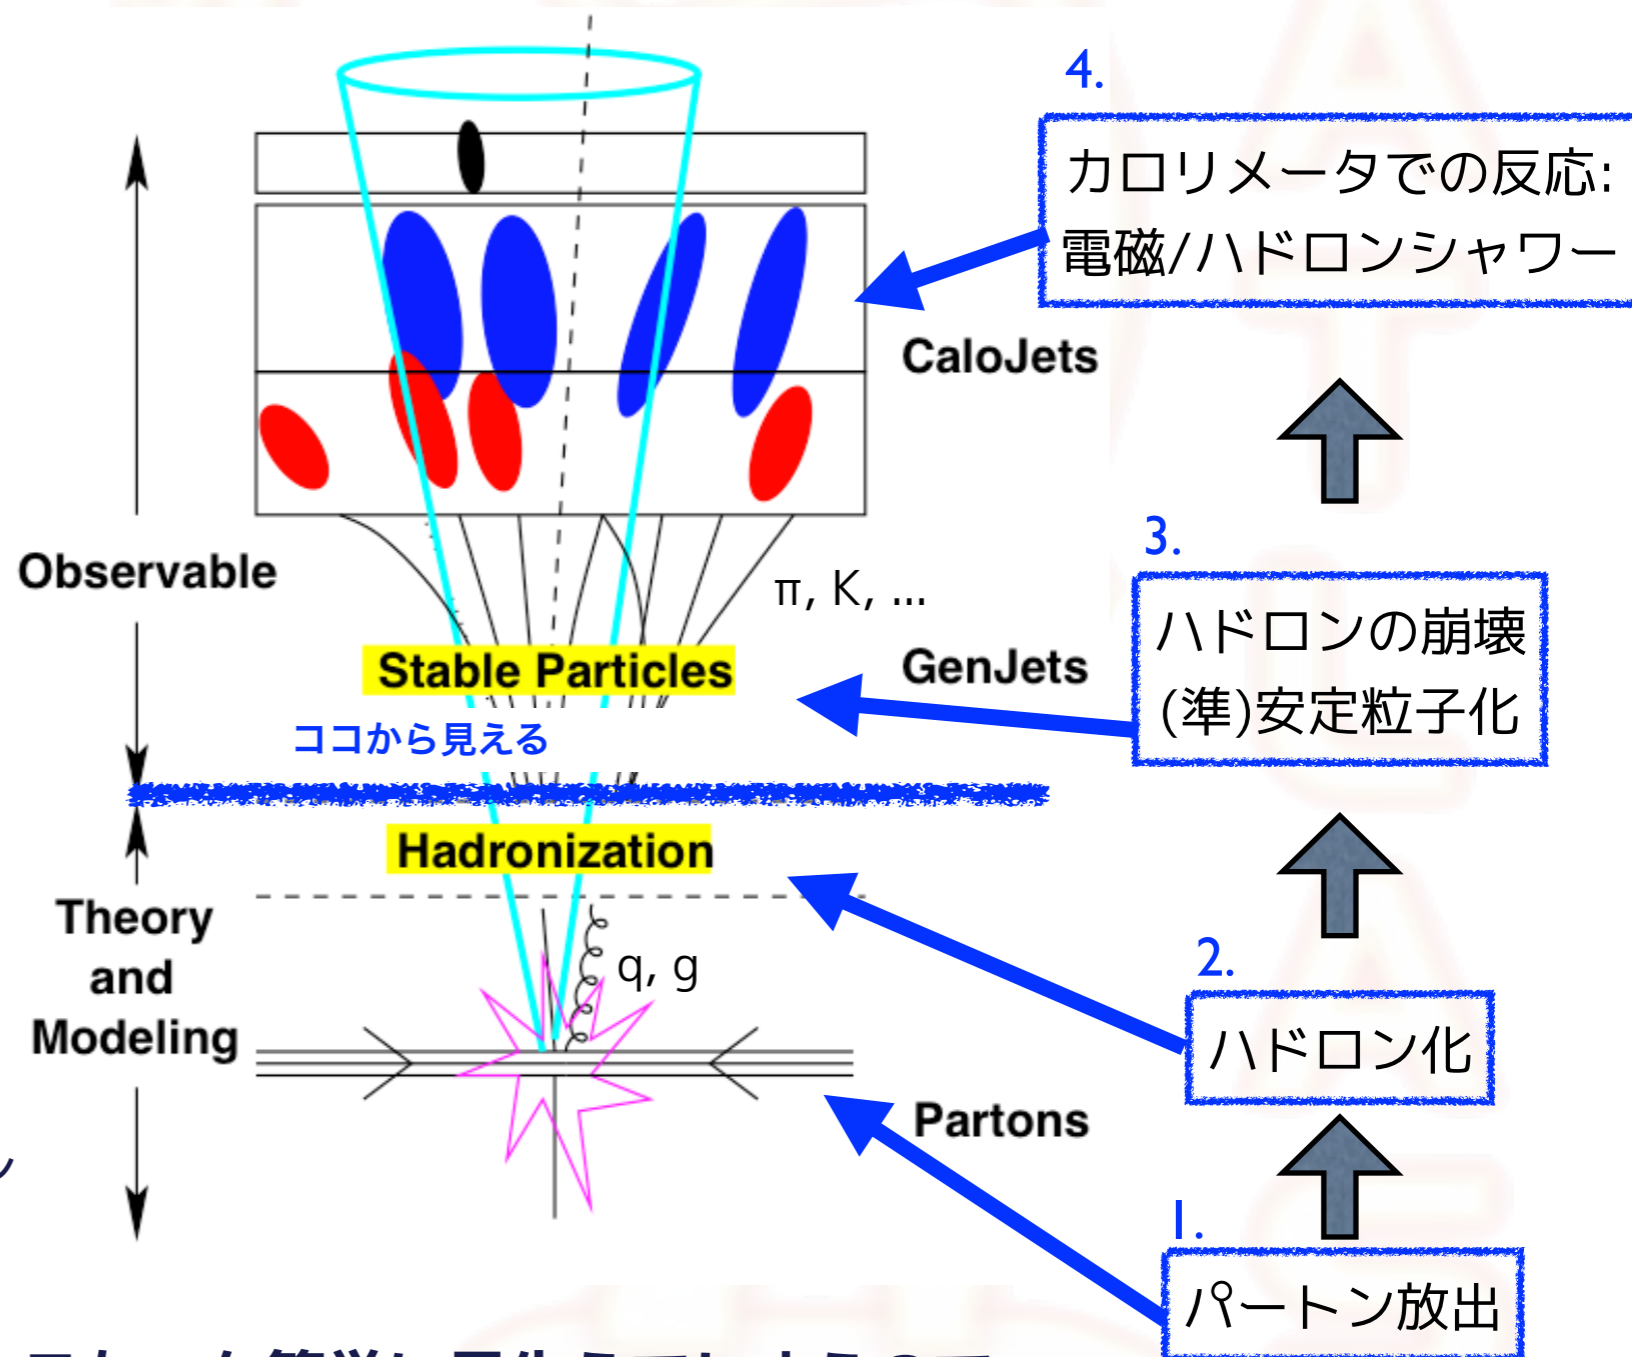 4.
カロリメータでの反応:
電磁/ハドロンシャワー
CaloJets
3.
Observable
π, K, ...
ハドロンの崩壊
(準)安定粒子化
Stable Particles
GenJets
ココから見える
Hadronization
Theory
and
Modeling
q, g
2.
ハドロン化
Partons
1.
パートン放出